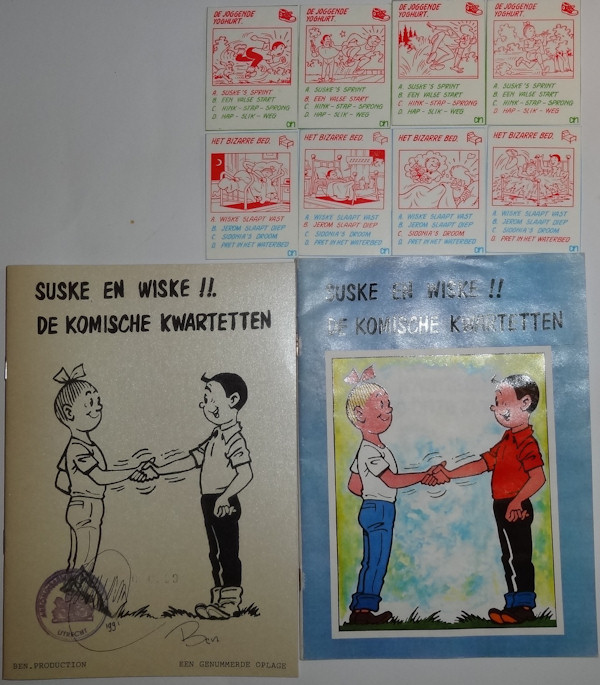 DE JOGGENDE
YOGHURT.
A. SUSKE'S SPRINT
B. EEN VALSE START
C. HINK-STAP-SPRONG
D. HAP-SLIK-WEG
DE JOGGENDE
YOGHURT.
A. SUSKE'S SPRINT
B. EEN VALSE START
C. HINK-STAP-SPRONG
D. HAP-SLIK-WEG
DE JOGGENDE
YOGHURT.
A. SUSKE'S SPRINT
B. EEN VALSE START
C. HINK-STAP-SPRONG
D. HAP-SLIK-WEG
DE JOGGENDE
YOGHURT.
A. SUSKE'S SPRINT
B. EEN VALSE START
C. HINK-STAP-SPRONG
D. HAP-SLIK-WEG
HET BIZARRE BED.
A. WISKE SLAAPT VAST
B. JEROM SLAAPT DIEP
C. SIDONIA'S DROOM
D. PRET IN HET WATERBED
HET BIZARRE BED.
A. WISKE SLAAPT VAST
B. JEROM SLAAPT DIEP
C. SIDONIA'S DROOM
D. PRET IN HET WATERBED
HET BIZARRE BED.
A. WISKE SLAAPT VAST
B. JEROM SLAAPT DIEP
C. SIDONIA'S DROOM
D. PRET IN HET WATERBED
HET BIZARRE BED.
A. WISKE SLAAPT VAST
B. JEROM SLAAPT DIEP
C. SIDONIA'S DROOM
D. PRET IN HET WATERBED
SUSKE EN WISKE !!.
DE KOMISCHE KWARTETTEN
UTRECHT
Ben
BEN.PRODUCTION
EEN GENUMMERDE OPLAGE
SUSKE EN WISKE !!
DE KOMISCHE KWARTETTEN